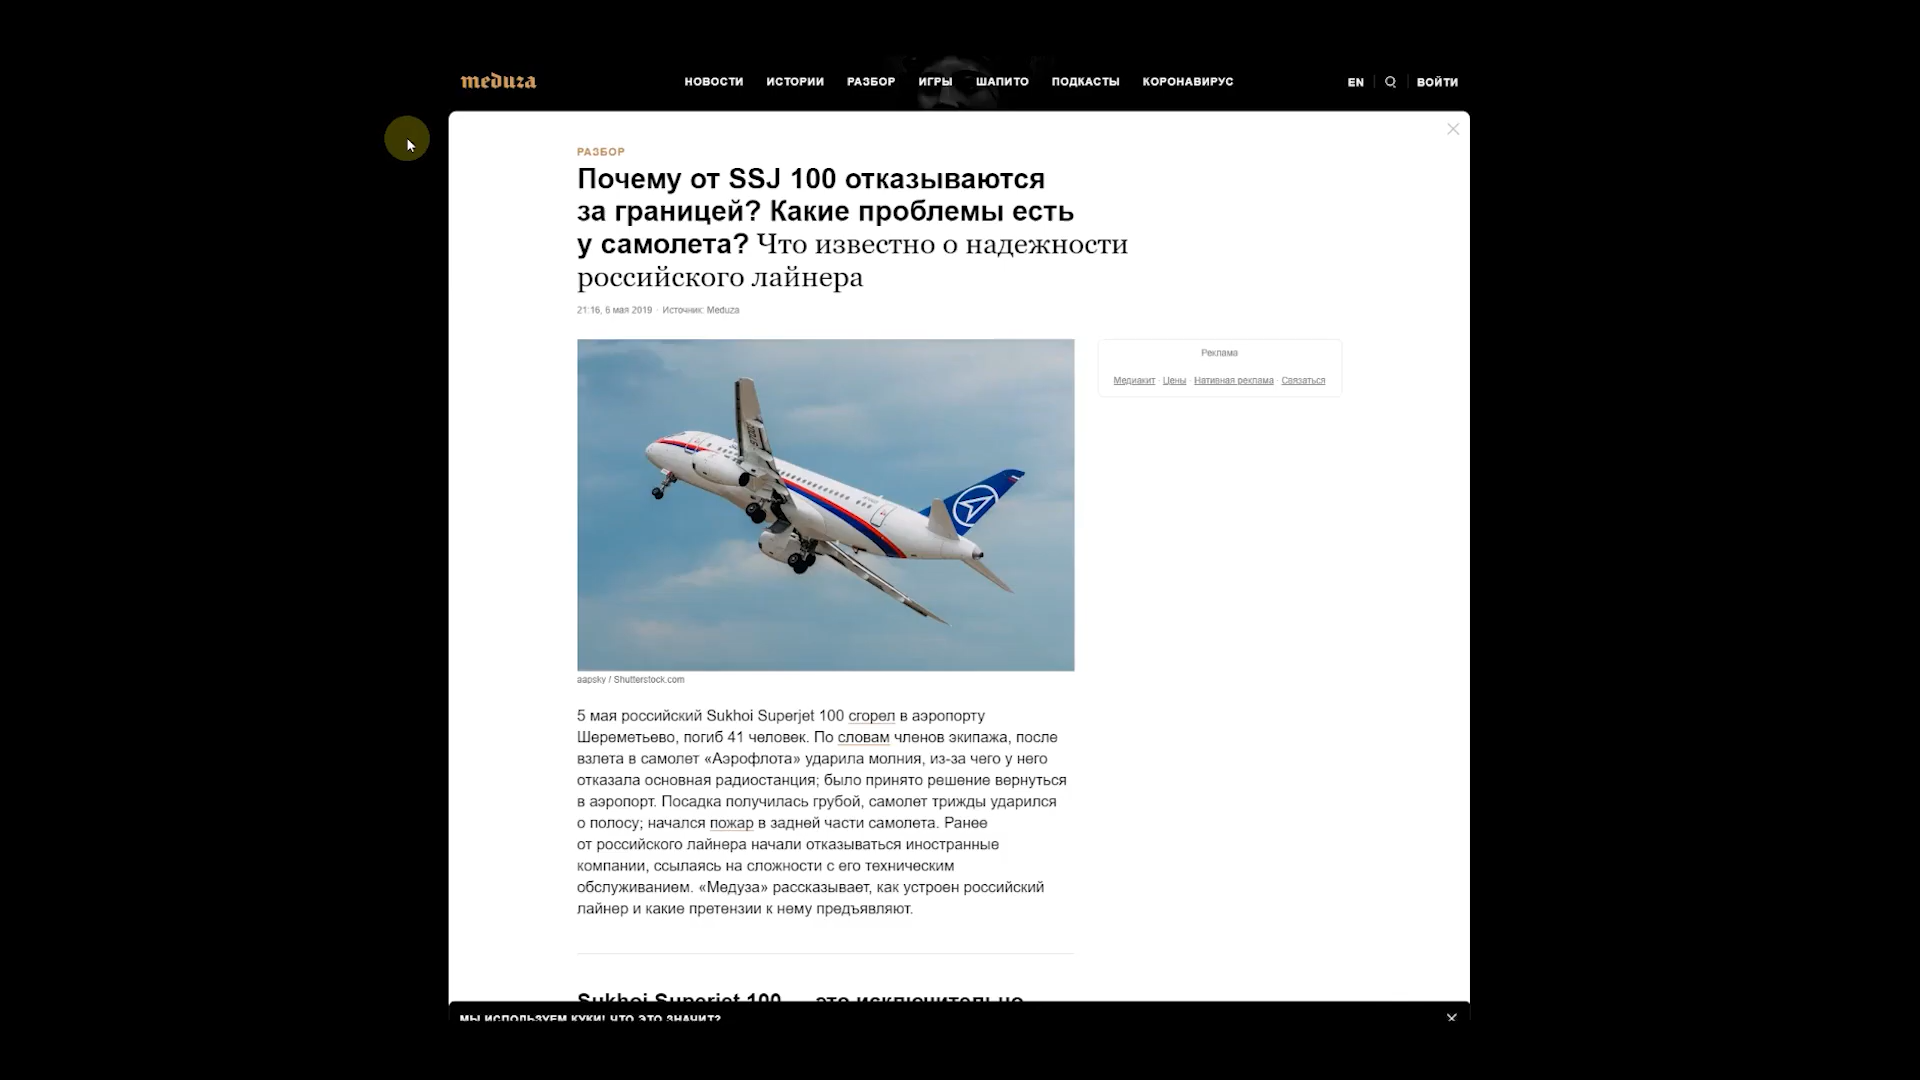 meduza
НОВОСТИ ИСТОРИИ РАЗБОР ИГРЫ ШАПИТО ПОДКАСТЫ КОРОНАВИРУС
EN ВОЙТИ
РАЗБОР
Почему от SSJ 100 отказываются
за границей? Какие проблемы есть
у самолета? Что известно о надежности
российского лайнера
21:16, 6 мая 2019 · Источник: Meduza
Реклама
Медиакит · Цены · Нативная реклама · Связаться
aapsky / Shutterstock.com
5 мая российский Sukhoi Superjet 100 сгорел в аэропорту
Шереметьево, погиб 41 человек. По словам членов экипажа, после
взлета в самолет «Аэрофлота» ударила молния, из-за чего у него
отказала основная радиостанция; было принято решение вернуться
в аэропорт. Посадка получилась грубой, самолет трижды ударился
о полосу; начался пожар в задней части самолета. Ранее
от российского лайнера начали отказываться иностранные
компании, ссылаясь на сложности с его техническим
обслуживанием. «Медуза» рассказывает, как устроен российский
лайнер и какие претензии к нему предъявляют.
Sukhoi Superjet 100 — это исключительно
МЫ ИСПОЛЬЗУЕМ КУКИ! ЧТО ЭТО ЗНАЧИТ?